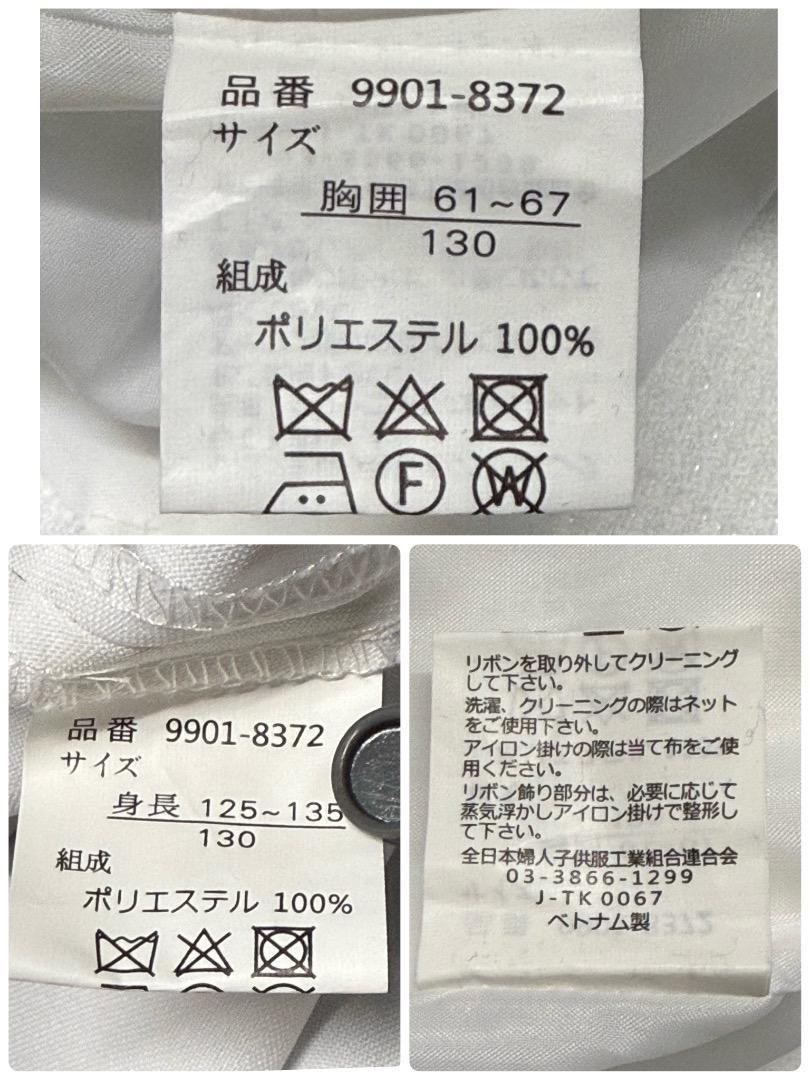 品番 9901-8372
サイズ
胸囲 61~67
130
組成
ポリエステル 100%
F
W
品番 9901-8372
サイズ
身長 125~135
130
組成
ポリエステル 100%
リボンを取り外してクリーニング
して下さい。
洗濯、クリーニングの際はネット
をご使用下さい。
アイロン掛けの際は当て布をご使
用ください。
リボン飾り部分は、必要に応じて
蒸気浮かしアイロン掛けで整形し
て下さい。
全日本婦人子供服工業組合連合会
03-3866-1299
J-TK 0067
ベトナム製